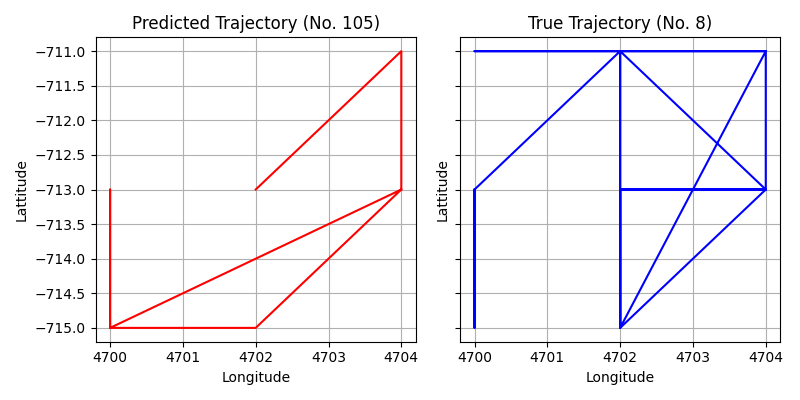 Predicted Trajectory (No. 105)
True Trajectory (No. 8)
−711.0
−711.5
−712.0
−712.5
−713.0
−713.5
−714.0
−714.5
−715.0
Lattitude
Lattitude
4700 4701 4702 4703 4704
4700 4701 4702 4703 4704
Longitude
Longitude